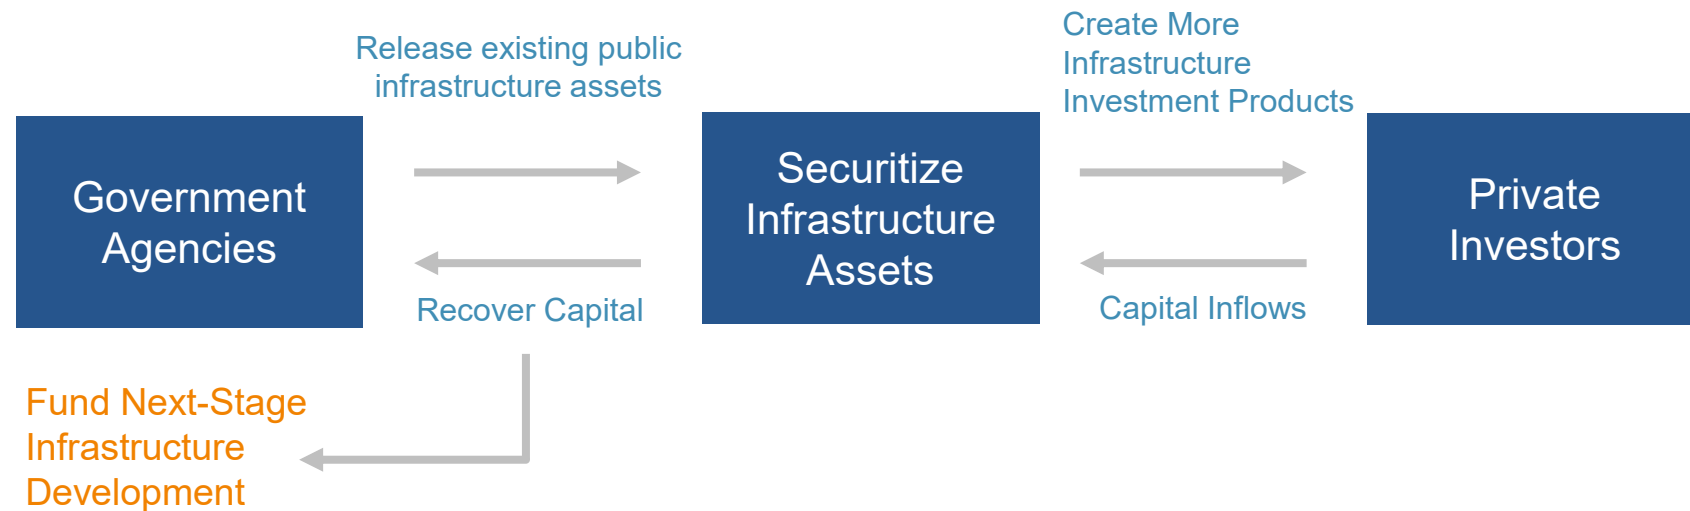 Release existing public
infrastructure assets
Create More
Infrastructure
Investment Products
Government
Agencies
Securitize
Infrastructure
Assets
Private
Investors
Recover Capital
Capital Inflows
Fund Next-Stage
Infrastructure
Development